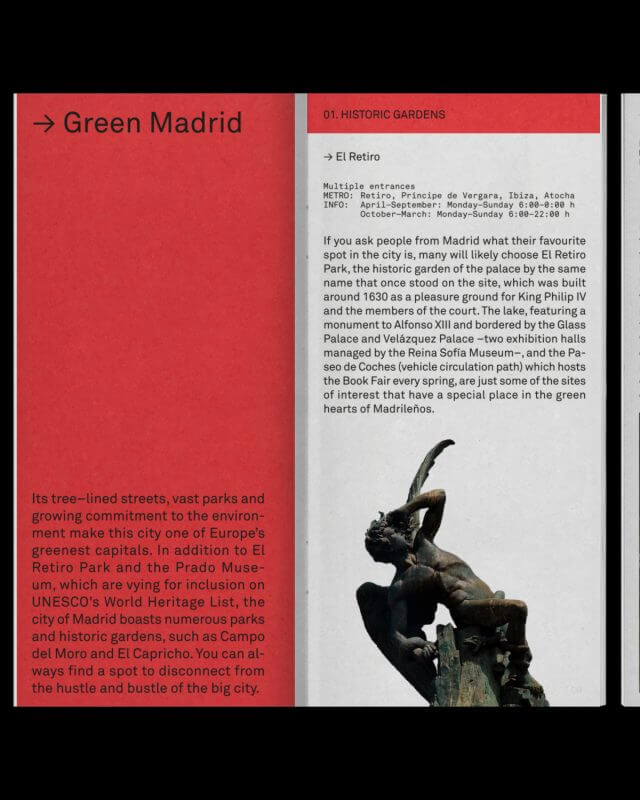 → Green Madrid
Its tree–lined streets, vast parks and
growing commitment to the environ-
ment make this city one of Europe's
greenest capitals. In addition to El
Retiro Park and the Prado Muse-
um, which are vying for inclusion on
UNESCO's World Heritage List, the
city of Madrid boasts numerous parks
and historic gardens, such as Campo
del Moro and El Capricho. You can al-
ways find a spot to disconnect from
the hustle and bustle of the big city.
01. HISTORIC GARDENS
→ El Retiro
Multiple entrances
METRO: Retiro, Príncipe de Vergara, Ibiza, Atocha
INFO: April–September: Monday–Sunday 6:00–0:00 h
October–March: Monday–Sunday 6:00–22:00 h
If you ask people from Madrid what their favourite
spot in the city is, many will likely choose El Retiro
Park, the historic garden of the palace by the same
name that once stood on the site, which was built
around 1630 as a pleasure ground for King Philip IV
and the members of the court. The lake, featuring a
monument to Alfonso XIII and bordered by the Glass
Palace and Velázquez Palace –two exhibition halls
managed by the Reina Sofía Museum–, and the Pa-
seo de Coches (vehicle circulation path) which hosts
the Book Fair every spring, are just some of the sites
of interest that have a special place in the green
hearts of Madrileños.